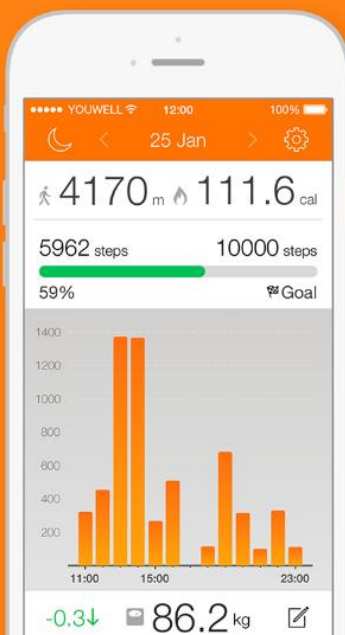 YOUWELL 12:00 100%
25 Jan
4170 m 111.6 cal
5962 steps 10000 steps
59% Goal
1400
1200
1000
800
600
400
200
11:00 15:00 23:00
-0.3↓ 86.2 kg